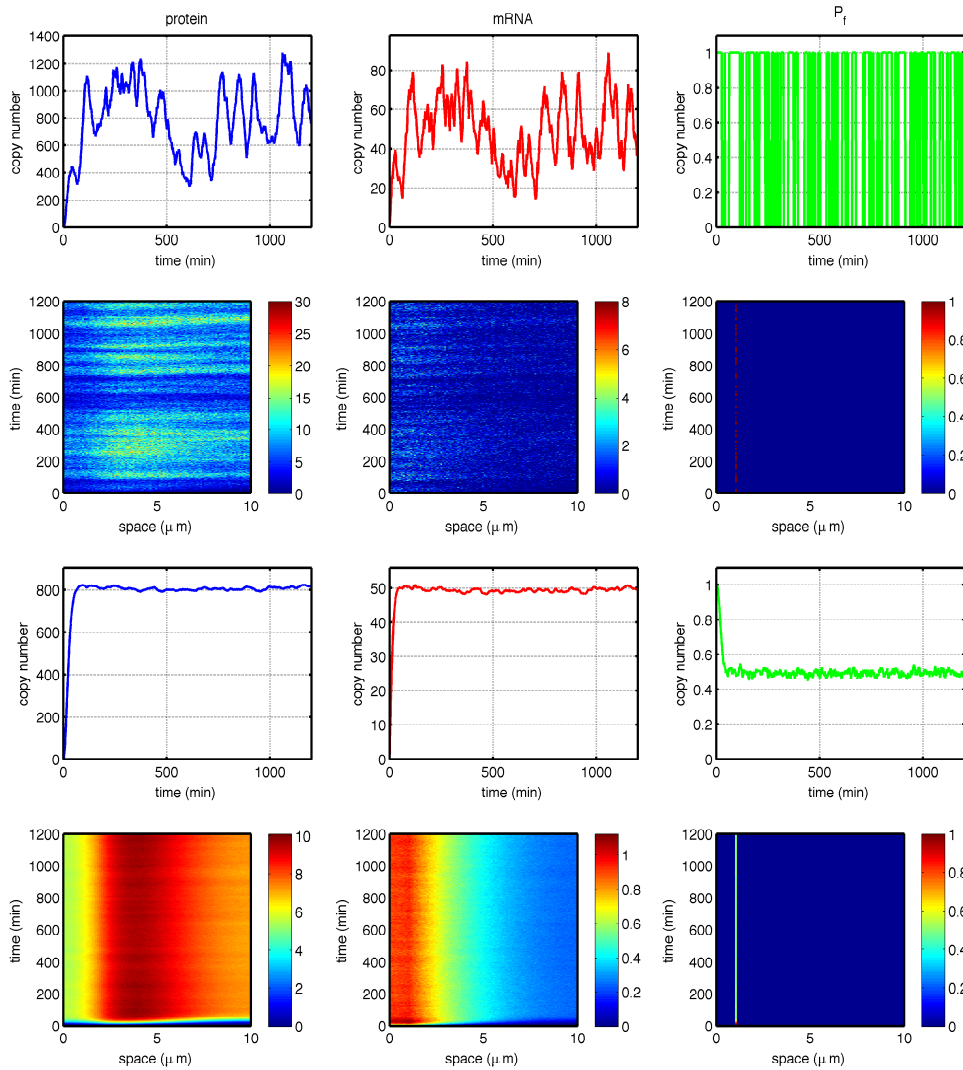 protein mRNA P_f
1400 1200 1000 800 600 400 200 0
copy number
0 500 1000
time (min)
80 60 40 20 0
copy number
0 500 1000
time (min)
1 0.8 0.6 0.4 0.2 0
copy number
0 500 1000
time (min)
1200 1000 800 600 400 200 0
time (min)
0 5 10
space (μ m)
30 25 20 15 10 5 0
1200 1000 800 600 400 200 0
time (min)
0 5 10
space (μ m)
8 6 4 2 0
1200 1000 800 600 400 200 0
time (min)
0 5 10
space (μ m)
1 0.8 0.6 0.4 0.2 0
800 600 400 200 0
copy number
0 500 1000
time (min)
50 40 30 20 10 0
copy number
0 500 1000
time (min)
1 0.8 0.6 0.4 0.2 0
copy number
0 500 1000
time (min)
1200 1000 800 600 400 200 0
time (min)
0 5 10
space (μ m)
10 8 6 4 2 0
1200 1000 800 600 400 200 0
time (min)
0 5 10
space (μ m)
1 0.8 0.6 0.4 0.2 0
1200 1000 800 600 400 200 0
time (min)
0 5 10
space (μ m)
1 0.8 0.6 0.4 0.2 0